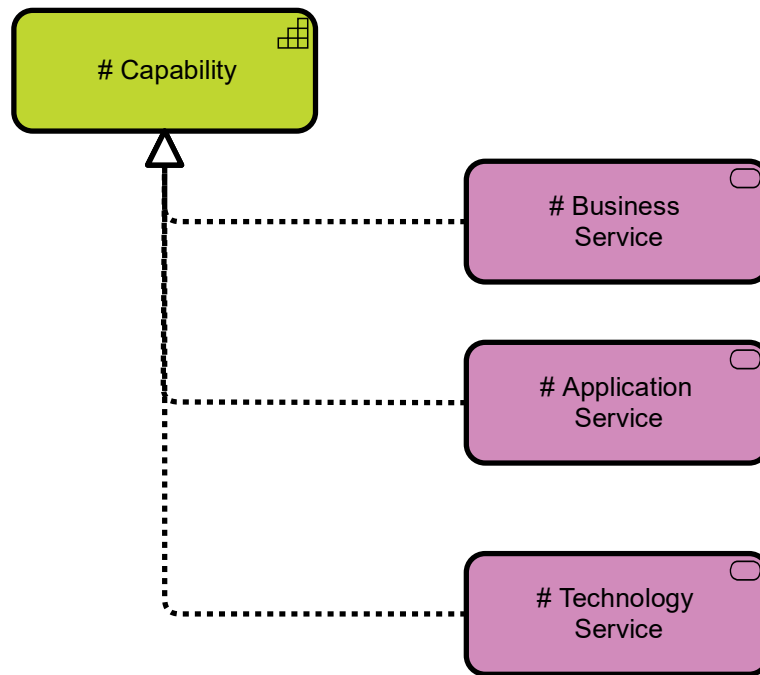 # Capability
# Business
Service
# Application
Service
# Technology
Service